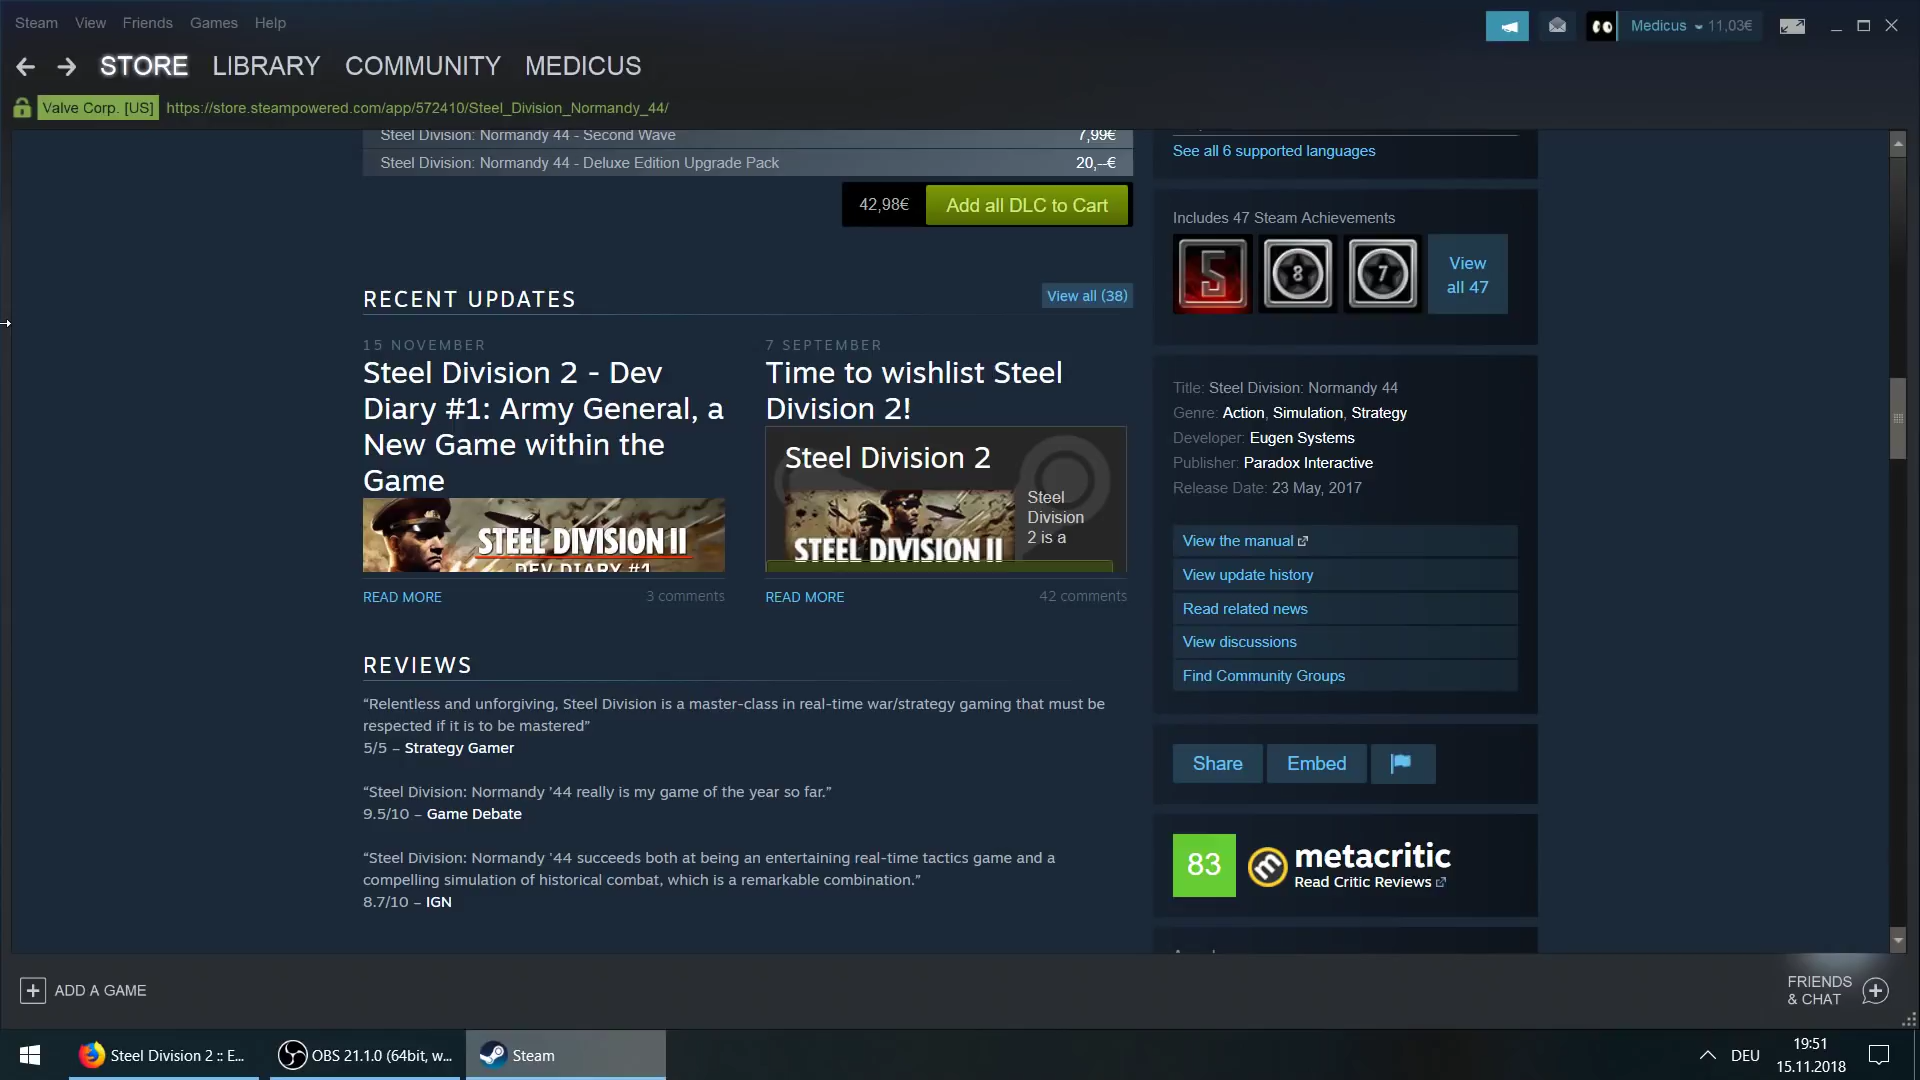 Steam View Friends Games Help
Medicus 11,03€
STORE LIBRARY COMMUNITY MEDICUS
Valve Corp. [US] https://store.steampowered.com/app/572410/Steel_Division_Normandy_44/
Steel Division: Normandy 44 - Second Wave 7,99€
Steel Division: Normandy 44 - Deluxe Edition Upgrade Pack 20,--€
42,98€ Add all DLC to Cart
RECENT UPDATES View all (38)
15 NOVEMBER
Steel Division 2 - Dev
Diary #1: Army General, a
New Game within the
Game
STEEL DIVISION II
DEV DIARY #1
READ MORE 3 comments
7 SEPTEMBER
Time to wishlist Steel
Division 2!
Steel Division 2
STEEL DIVISION II
Steel
Division
2 is a
READ MORE 42 comments
REVIEWS
“Relentless and unforgiving, Steel Division is a master-class in real-time war/strategy gaming that must be
respected if it is to be mastered”
5/5 – Strategy Gamer
“Steel Division: Normandy ’44 really is my game of the year so far.”
9.5/10 – Game Debate
“Steel Division: Normandy ’44 succeeds both at being an entertaining real-time tactics game and a
compelling simulation of historical combat, which is a remarkable combination.”
8.7/10 – IGN
See all 6 supported languages
Includes 47 Steam Achievements
5 8 7
View
all 47
Title: Steel Division: Normandy 44
Genre: Action, Simulation, Strategy
Developer: Eugen Systems
Publisher: Paradox Interactive
Release Date: 23 May, 2017
View the manual
View update history
Read related news
View discussions
Find Community Groups
Share Embed
83 metacritic
Read Critic Reviews
ADD A GAME
FRIENDS
& CHAT
Steel Division 2 :: E...
OBS 21.1.0 (64bit, w...
Steam
DEU
19:51
15.11.2018